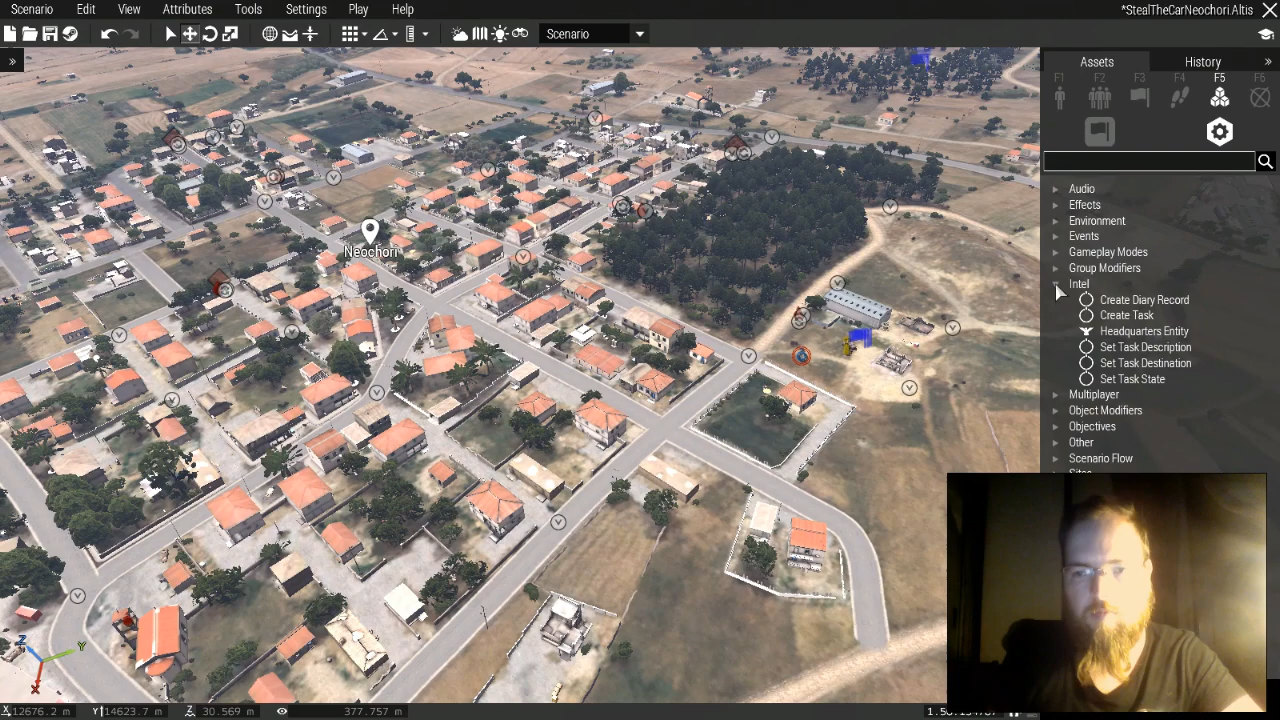 Scenario Edit View Attributes Tools Settings Play Help *StealTheCarNeochori.Altis
Scenario
Assets History
F1 F2 F3 F4 F5 F6
Audio
Effects
Environment
Events
Gameplay Modes
Group Modifiers
Intel
Create Diary Record
Create Task
Headquarters Entity
Set Task Description
Set Task Destination
Set Task State
Multiplayer
Object Modifiers
Objectives
Other
Scenario Flow
Neochori
Z
Y
X
X 12676.2 m Y 14623.7 m Z 30.569 m 377.757 m